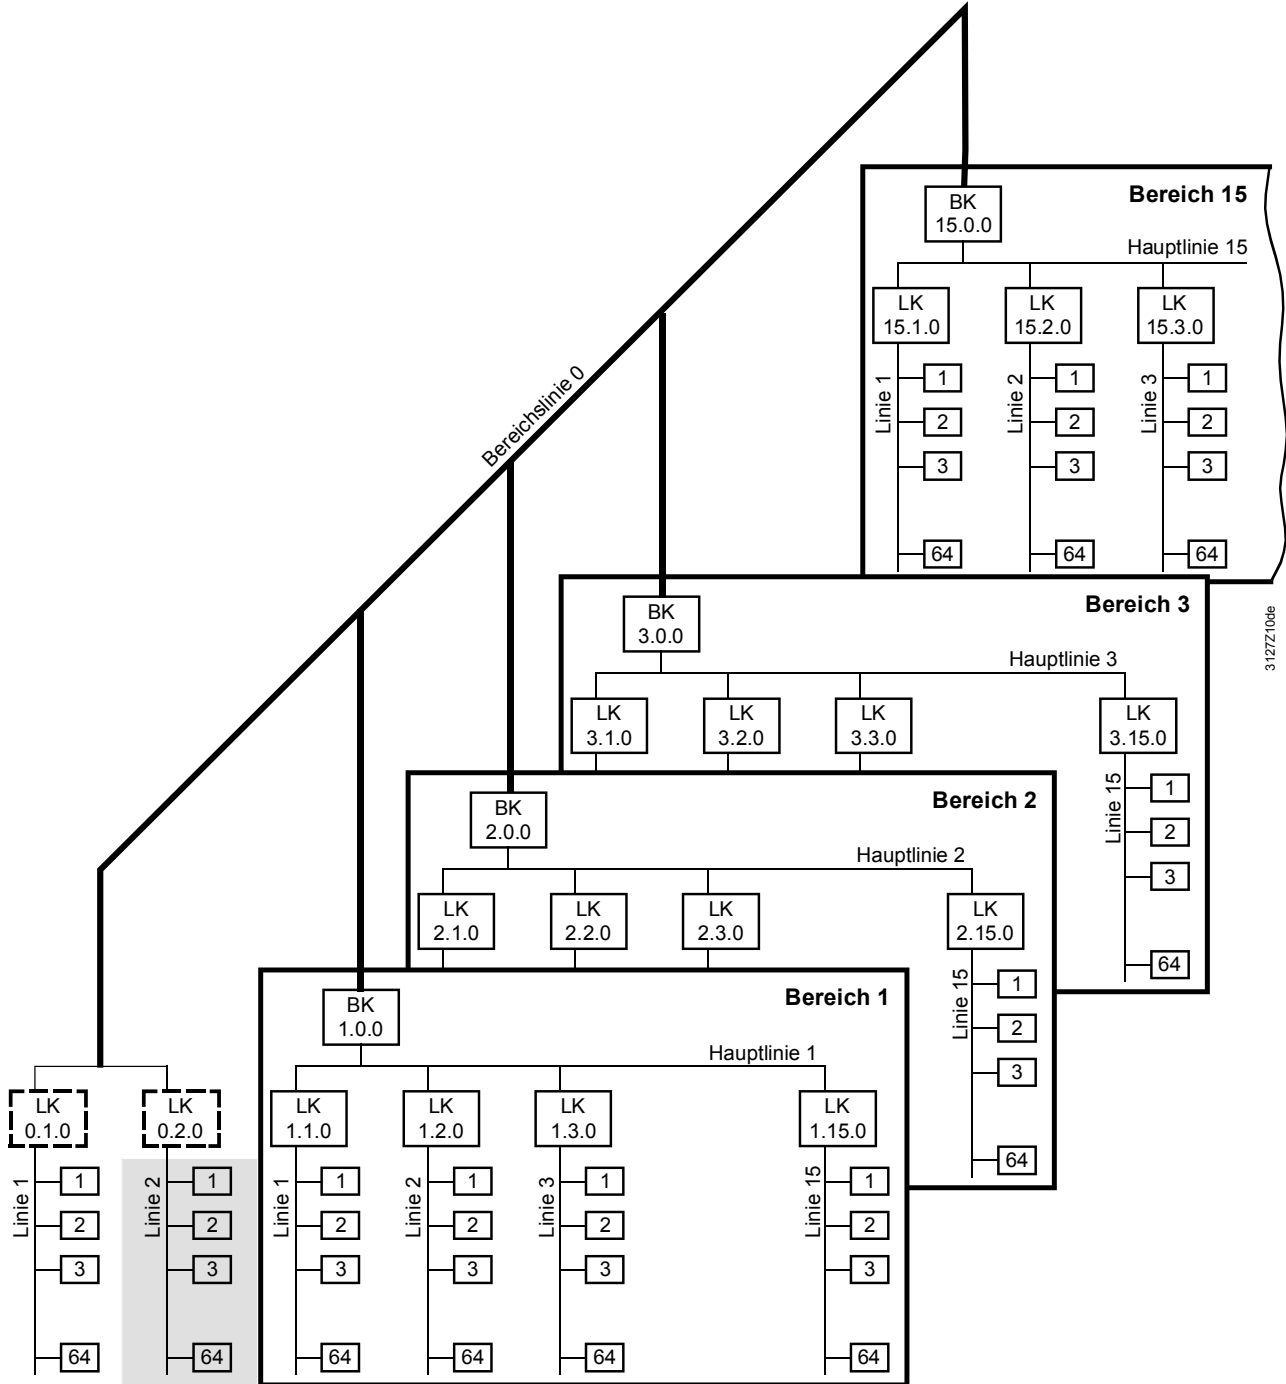 Bereich 15
BK
15.0.0
Hauptlinie 15
LK
15.1.0
LK
15.2.0
LK
15.3.0
Linie 1
1
2
3
64
Linie 2
1
2
3
64
Linie 3
1
2
3
64
Bereichslinie 0
3127Z10de
Bereich 3
BK
3.0.0
Hauptlinie 3
LK
3.1.0
LK
3.2.0
LK
3.3.0
LK
3.15.0
Linie 15
1
2
3
64
Bereich 2
BK
2.0.0
Hauptlinie 2
LK
2.1.0
LK
2.2.0
LK
2.3.0
LK
2.15.0
Linie 15
1
2
3
64
Bereich 1
BK
1.0.0
Hauptlinie 1
LK
0.1.0
LK
0.2.0
LK
1.1.0
LK
1.2.0
LK
1.3.0
LK
1.15.0
Linie 1
1
2
3
64
Linie 2
1
2
3
64
Linie 1
1
2
3
64
Linie 2
1
2
3
64
Linie 3
1
2
3
64
Linie 15
1
2
3
64